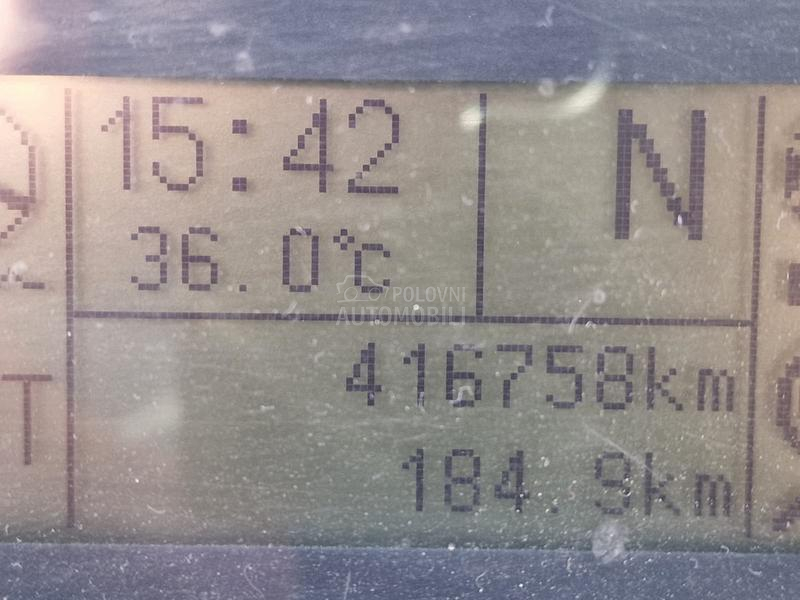 15:42
N
36.0°C
POLOVNI
AUTOMOBILI
416758km
T
184.9km